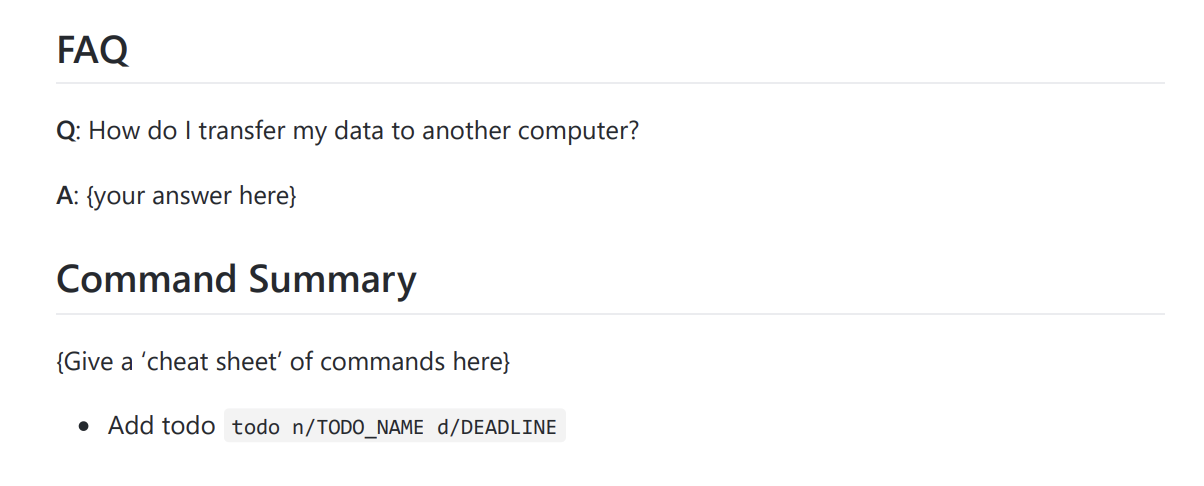 FAQ
Q: How do I transfer my data to another computer?
A: {your answer here}
Command Summary
{Give a ‘cheat sheet’ of commands here}
• Add todo todo n/TODO_NAME d/DEADLINE